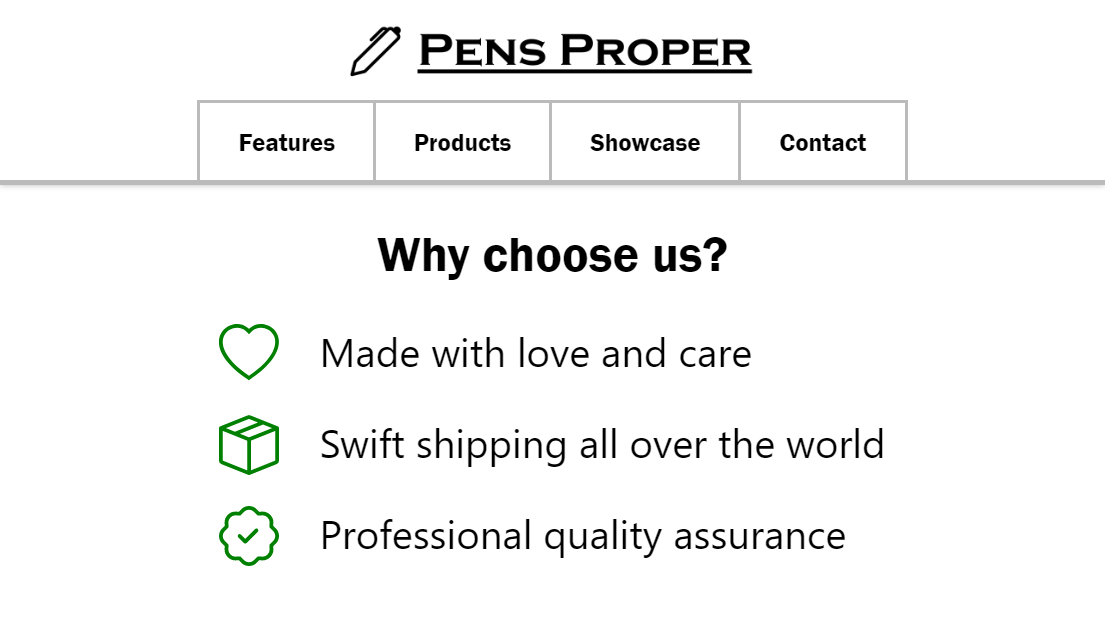 Pens Proper
Features Products Showcase Contact
Why choose us?
Made with love and care
Swift shipping all over the world
Professional quality assurance